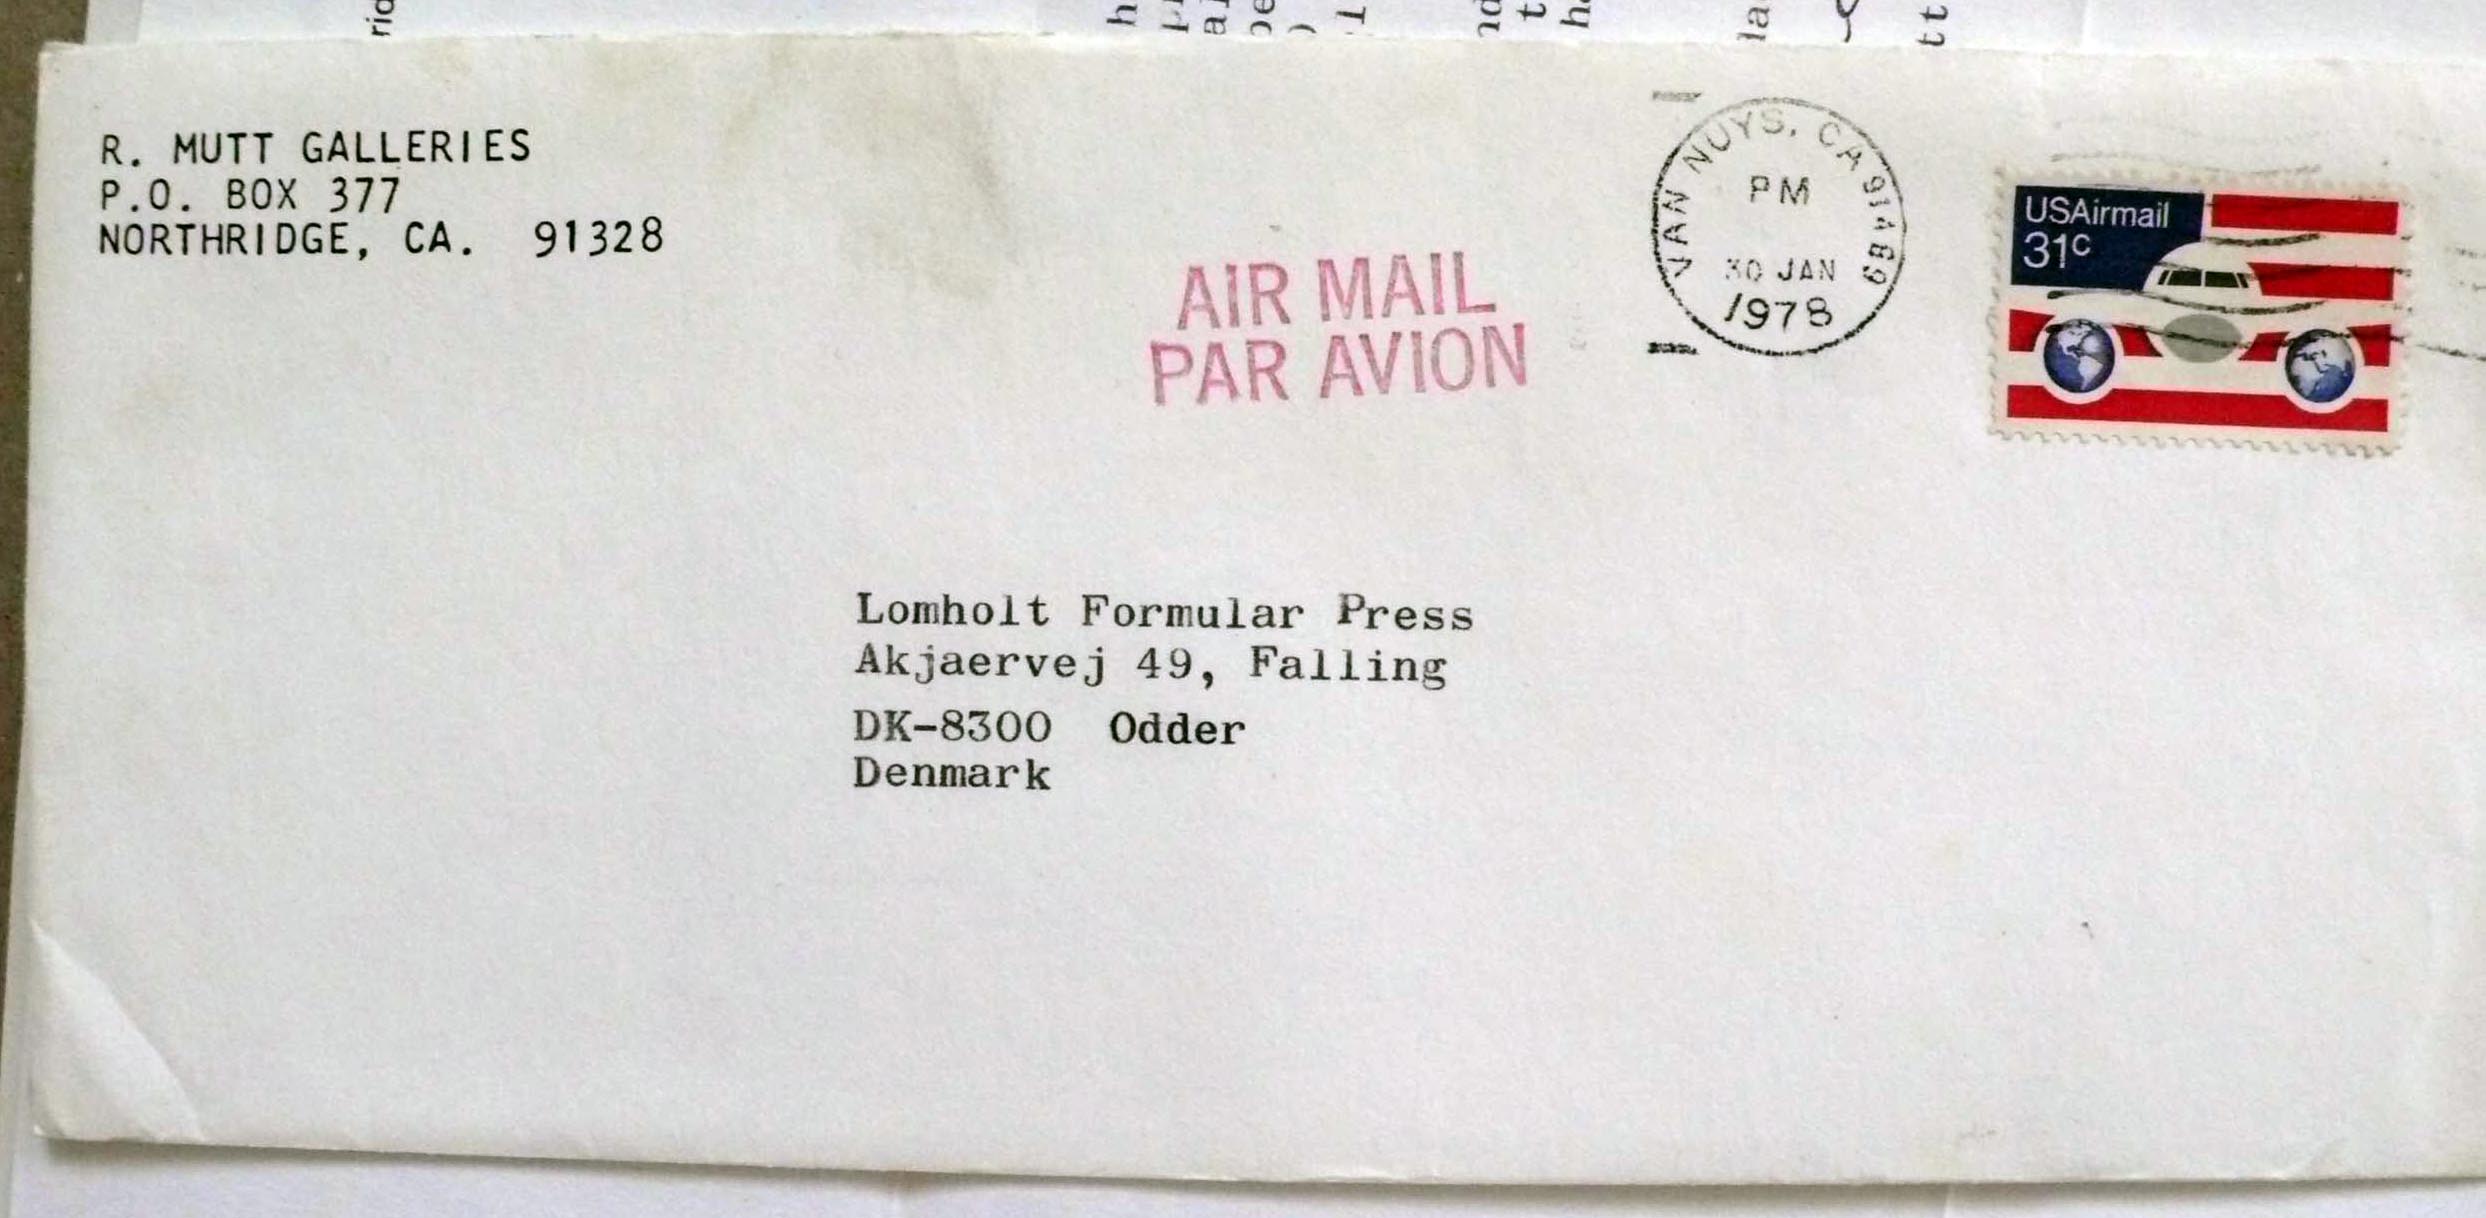 R. MUTT GALLERIES
P.O. BOX 377
NORTHRIDGE, CA. 91328
AIR MAIL
PAR AVION
VAN NUYS, CA
PM
30 JAN
1978
USAirmail
31c
Lomholt Formular Press
Akjaervej 49, Falling
DK-8300 Odder
Denmark